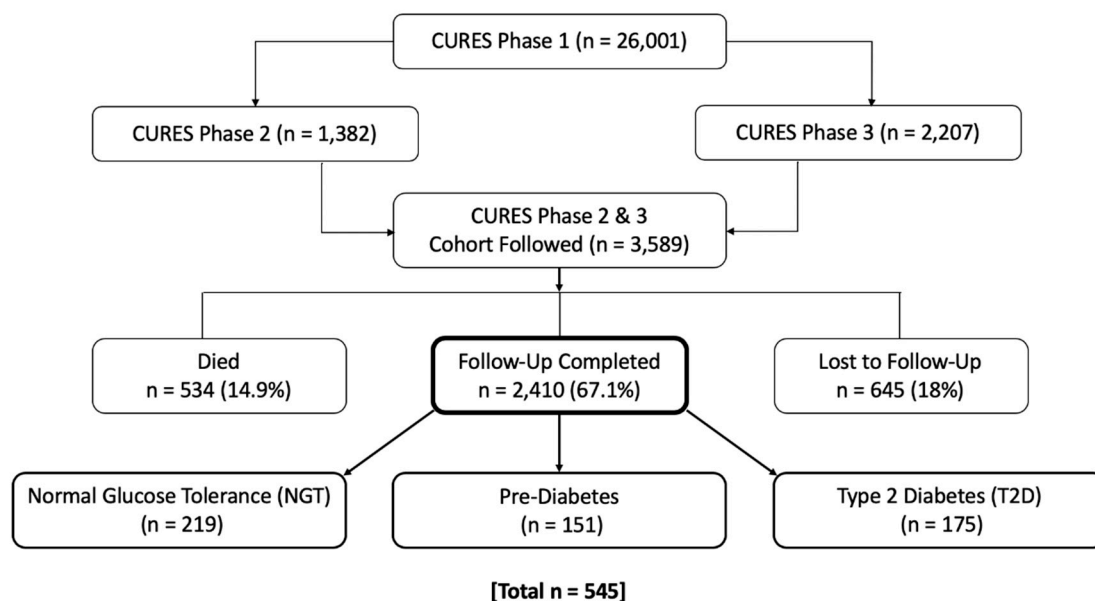 CURES Phase 1 (n = 26,001)
CURES Phase 2 (n = 1,382)
CURES Phase 3 (n = 2,207)
CURES Phase 2 & 3
Cohort Followed (n = 3,589)
Died
n = 534 (14.9%)
Follow-Up Completed
n = 2,410 (67.1%)
Lost to Follow-Up
n = 645 (18%)
Normal Glucose Tolerance (NGT)
(n = 219)
Pre-Diabetes
(n = 151)
Type 2 Diabetes (T2D)
(n = 175)
[Total n = 545]